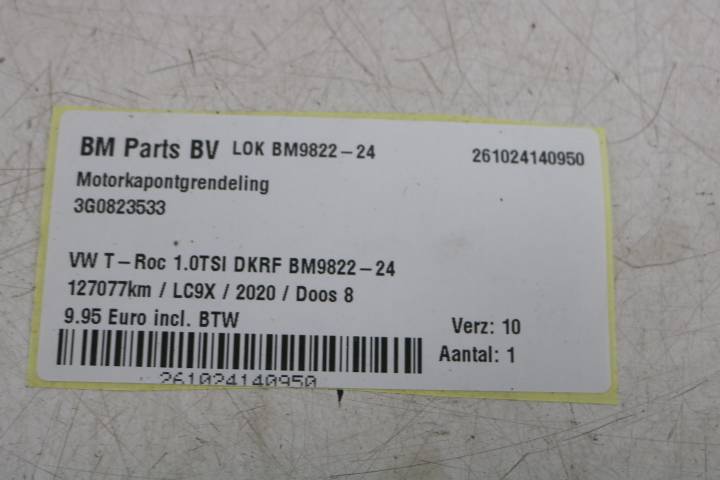 BM Parts BV LOK BM9822-24 261024140950
Motorkapontgrendeling
3G0823533
VW T-Roc 1.0TSI DKRF BM9822-24
127077km / LC9X / 2020 / Doos 8
9.95 Euro incl. BTW Verz: 10
Aantal: 1
261024140950